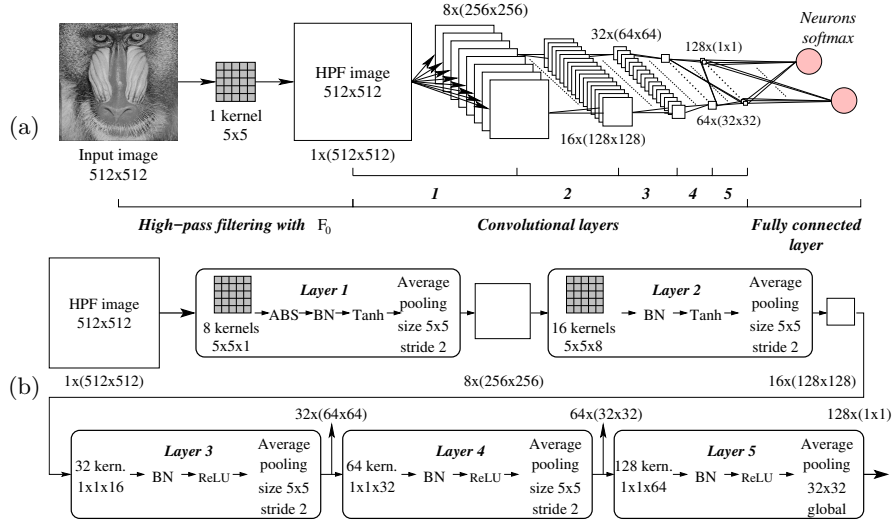 8x(256x256)
Neurons
softmax
32x(64x64)
128x(1x1)
HPF image
512x512
1 kernel
5x5
(a)
16x(128x128)
64x(32x32)
Input image
512x512
1x(512x512)
1
2
3
4
5
High-pass filtering with F0
Convolutional layers
Fully connected
layer
HPF image
512x512
1x(512x512)
Layer 1
8 kernels
5x5x1
ABS
BN
Tanh
Average
pooling
size 5x5
stride 2
8x(256x256)
Layer 2
16 kernels
5x5x8
BN
Tanh
Average
pooling
size 5x5
stride 2
16x(128x128)
(b)
32x(64x64)
64x(32x32)
128x(1x1)
Layer 3
32 kern.
1x1x16
BN
ReLU
Average
pooling
size 5x5
stride 2
Layer 4
64 kern.
1x1x32
BN
ReLU
Average
pooling
size 5x5
stride 2
Layer 5
128 kern.
1x1x64
BN
ReLU
Average
pooling
32x32
global